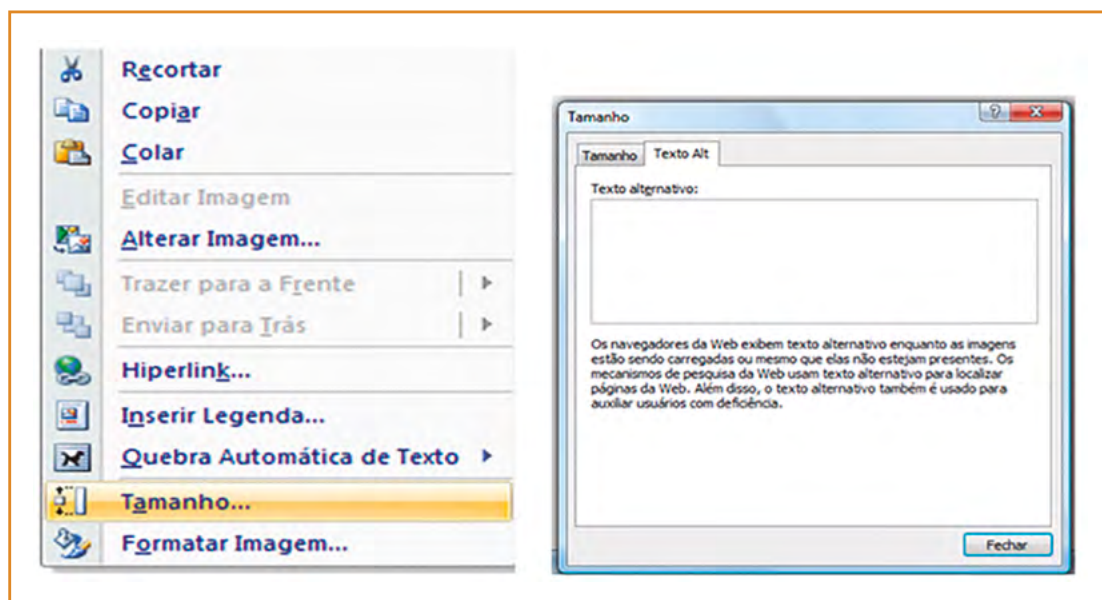 Recortar
Copiar
Colar
Editar Imagem
Alterar Imagem...
Trazer para a Frente
Enviar para Trás
Hiperlink...
Inserir Legenda...
Quebra Automática de Texto
Tamanho...
Formatar Imagem...
Tamanho
Tamanho Texto Alt
Texto alternativo:
Os navegadores da Web exibem texto alternativo enquanto as imagens
estão sendo carregadas ou mesmo que elas não estejam presentes. Os
mecanismos de pesquisa da Web usam texto alternativo para localizar
páginas da Web. Além disso, o texto alternativo também é usado para
auxiliar usuários com deficiência.
Fechar